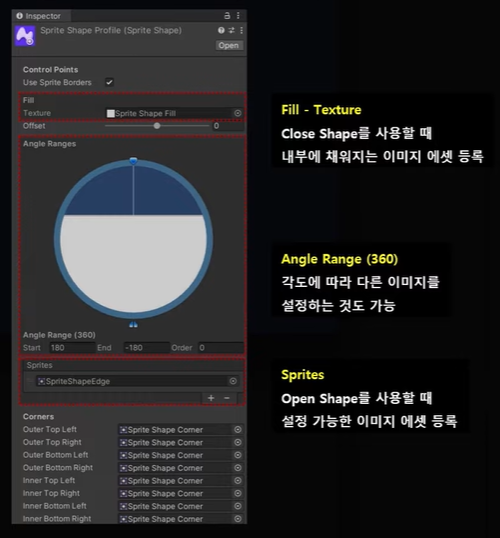 Inspector
Sprite Shape Profile (Sprite Shape)
Open
Control Points
Use Sprite Borders
Fill
Texture Sprite Shape Fill
Offset 0
Angle Ranges
Angle Range (360)
Start 180 End -180 Order 0
Sprites
SpriteShapeEdge
+ −
Corners
Outer Top Left Sprite Shape Corner
Outer Top Right Sprite Shape Corner
Outer Bottom Left Sprite Shape Corner
Outer Bottom Right Sprite Shape Corner
Inner Top Left Sprite Shape Corner
Inner Top Right Sprite Shape Corner
Inner Bottom Left Sprite Shape Corner
Inner Bottom Right Sprite Shape Corner
Fill - Texture
Close Shape를 사용할 때
내부에 채워지는 이미지 에셋 등록
Angle Range (360)
각도에 따라 다른 이미지를
설정하는 것도 가능
Sprites
Open Shape를 사용할 때
설정 가능한 이미지 에셋 등록